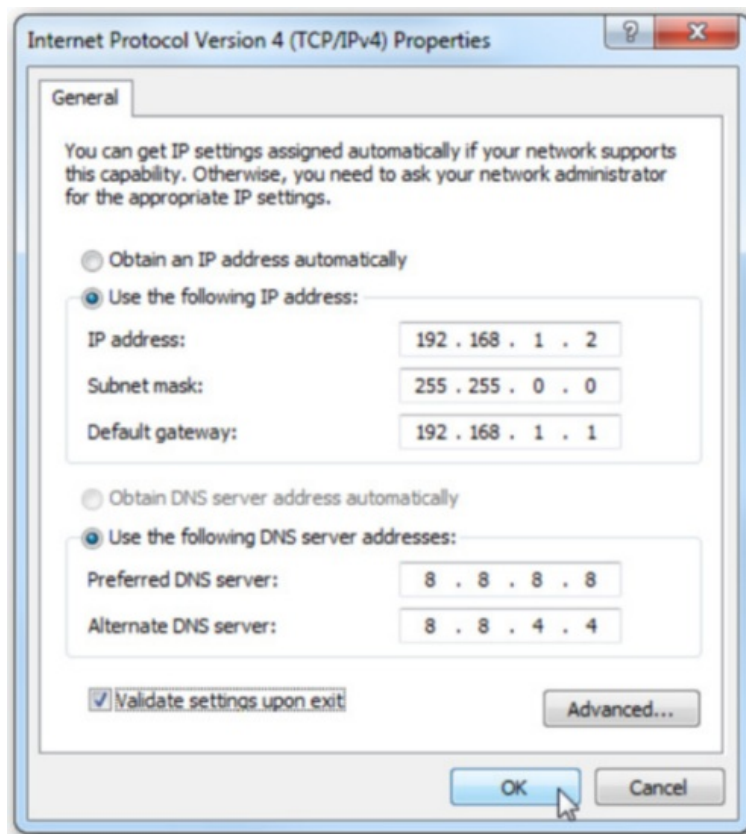 Internet Protocol Version 4 (TCP/IPv4) Properties
General
You can get IP settings assigned automatically if your network supports
this capability. Otherwise, you need to ask your network administrator
for the appropriate IP settings.
Obtain an IP address automatically
Use the following IP address:
IP address: 192 . 168 . 1 . 2
Subnet mask: 255 . 255 . 0 . 0
Default gateway: 192 . 168 . 1 . 1
Obtain DNS server address automatically
Use the following DNS server addresses:
Preferred DNS server: 8 . 8 . 8 . 8
Alternate DNS server: 8 . 8 . 4 . 4
Validate settings upon exit
Advanced...
OK Cancel